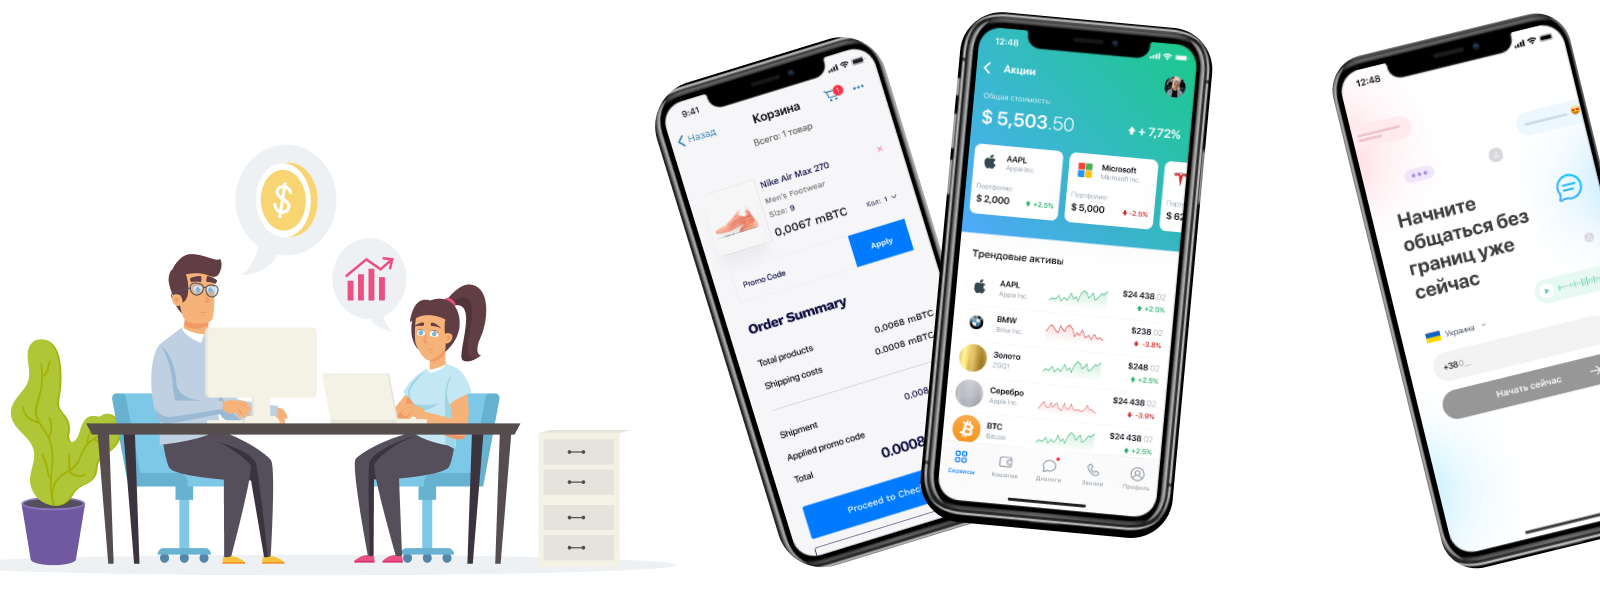 $
9:41
Назад
Корзина
1
Всего: 1 товар
Nike Air Max 270
Men's Footwear
Size: 9
0,0067 mBTC
Кол: 1
Promo Code
Apply
Order Summary
Total products
0,0068 mBTC
Shipping costs
0.0008 mBTC
0.008
Shipment
Applied promo code
Total
0.0008
Proceed to Chec
12:48
Акции
Общая стоимость:
$ 5,503.50
+ 7,72%
AAPL
Apple Inc.
Портфолио:
$ 2,000
+2.5%
Microsoft
Microsoft Inc.
Портфолио:
$ 5,000
-2.5%
Портф
$ 62
Трендовые активы
AAPL
Apple Inc.
$24 438.02
+2.5%
BMW
Bmw Inc.
$238.02
-3.8%
Золото
$248.02
+2.5%
Серебро
Apple Inc.
$24 438.02
-3.9%
BTC
Bitcoin
$24 438.02
+2.5%
Сервисы
Кошелек
Диалоги
Звонки
Профиль
12:48
Начните
общаться без
границ уже
сейчас
Украина
+380_
Начать сейчас